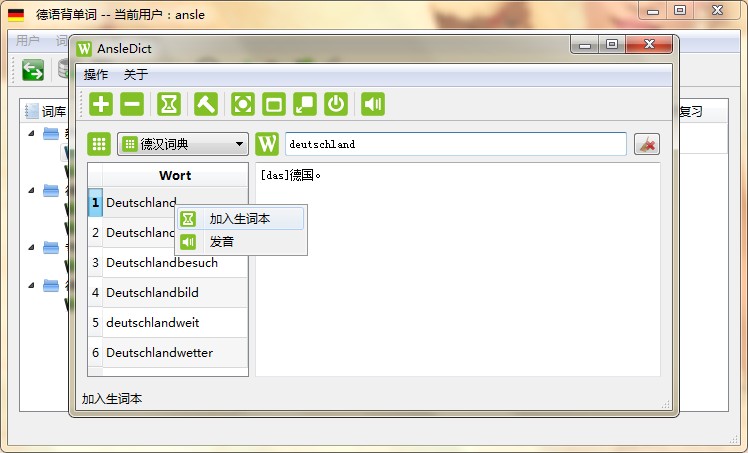 德语背单词 -- 当前用户：ansle
用户
AnsleDict
操作 关于
词库
复习
德汉词典
W
deutschland
Wort
[das]德国。
1 Deutschland
2 Deutschland
3 Deutschlandbesuch
4 Deutschlandbild
5 deutschlandweit
6 Deutschlandwetter
加入生词本
发音
加入生词本